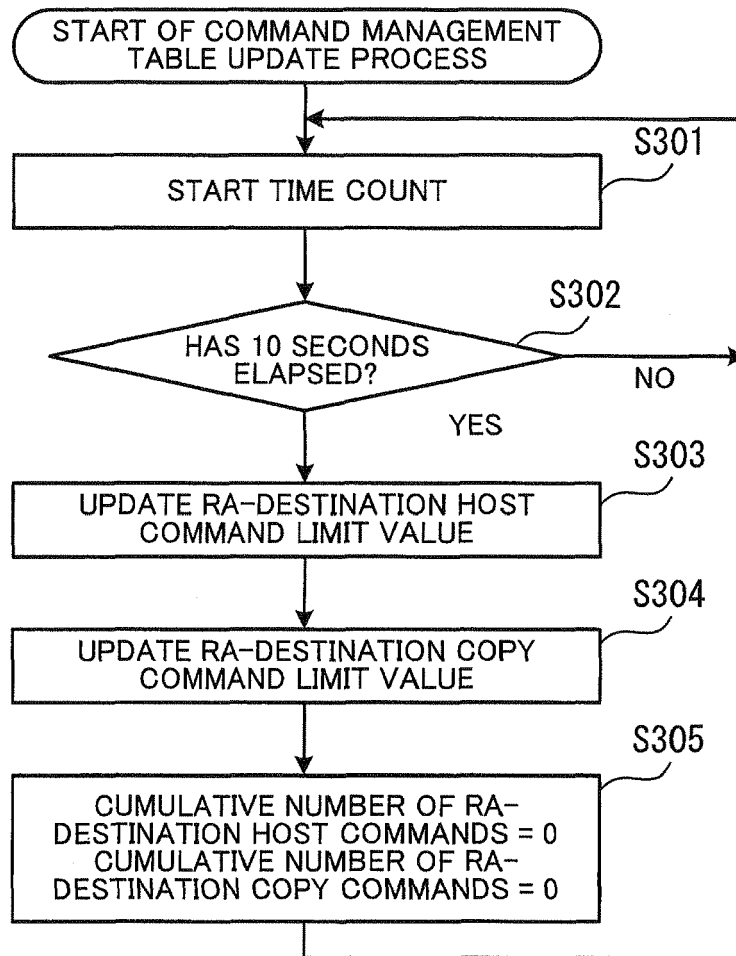 START OF COMMAND MANAGEMENT
TABLE UPDATE PROCESS
S301
START TIME COUNT
S302
HAS 10 SECONDS
ELAPSED?
NO
YES
S303
UPDATE RA-DESTINATION HOST
COMMAND LIMIT VALUE
S304
UPDATE RA-DESTINATION COPY
COMMAND LIMIT VALUE
S305
CUMULATIVE NUMBER OF RA-
DESTINATION HOST COMMANDS = 0
CUMULATIVE NUMBER OF RA-
DESTINATION COPY COMMANDS = 0